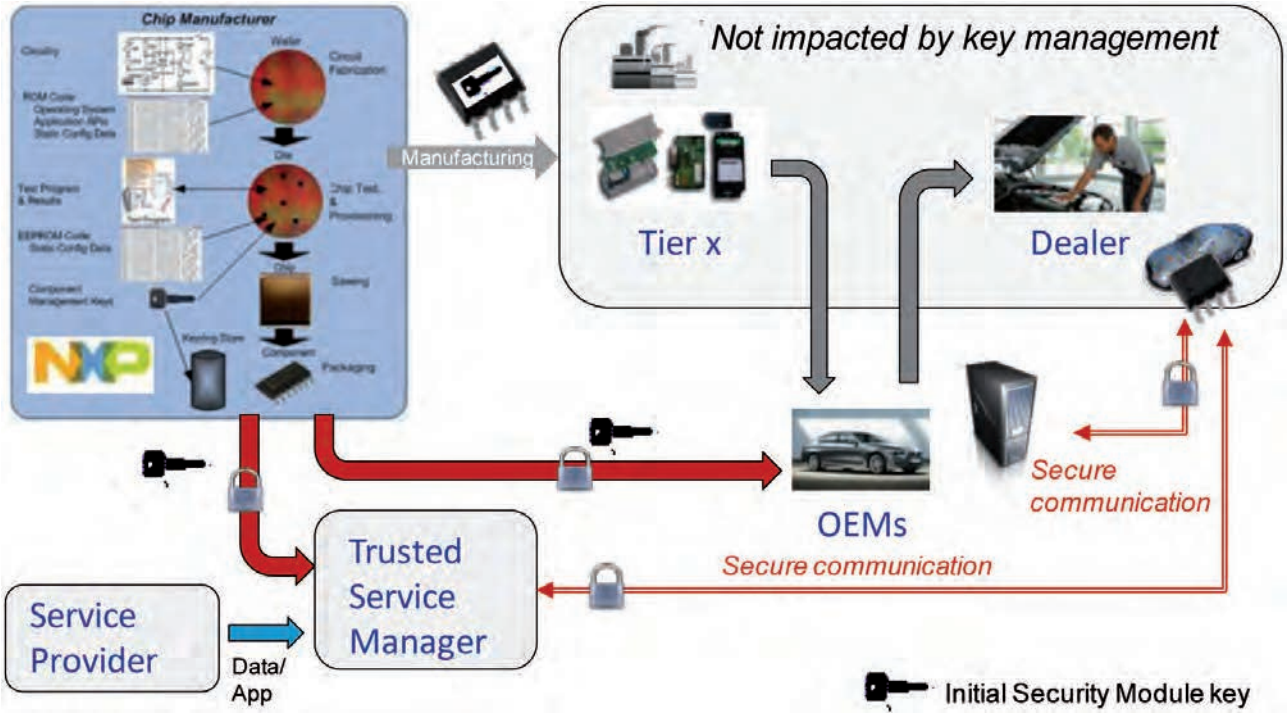 Chip Manufacturer
Circuitry
Wafer
Circuit
Fabrication
ROM Code:
Operating System
Application APIs
Static Config Data
Die
Test Program
& Results
Chip Test,
&
Provisioning
EEPROM Code:
Static Config Data
Chip
Sawing
Component
Management Keys
Keyring Store
Component
Packaging
NXP
Manufacturing
Not impacted by key management
Tier x
Dealer
OEMs
Secure
communication
Secure communication
Trusted
Service
Manager
Service
Provider
Data/
App
Initial Security Module key